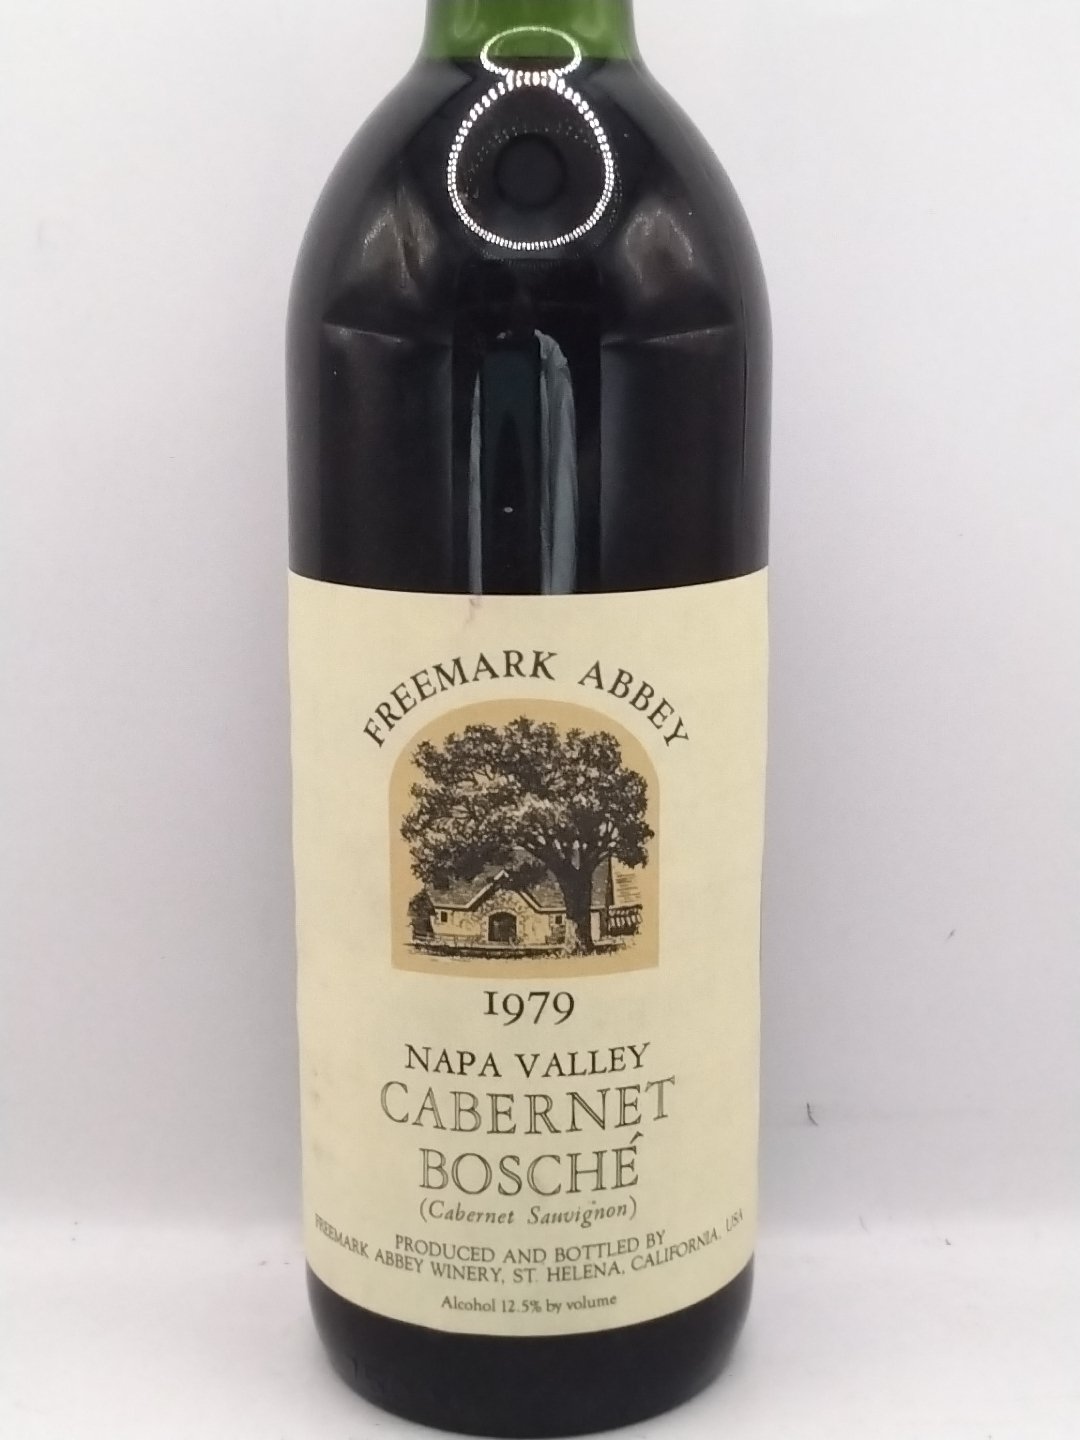 FREEMARK ABBEY
1979
NAPA VALLEY
CABERNET
BOSCHÉ
(Cabernet Sauvignon)
PRODUCED AND BOTTLED BY
FREEMARK ABBEY WINERY, ST. HELENA, CALIFORNIA, USA
Alcohol 12.5% by volume